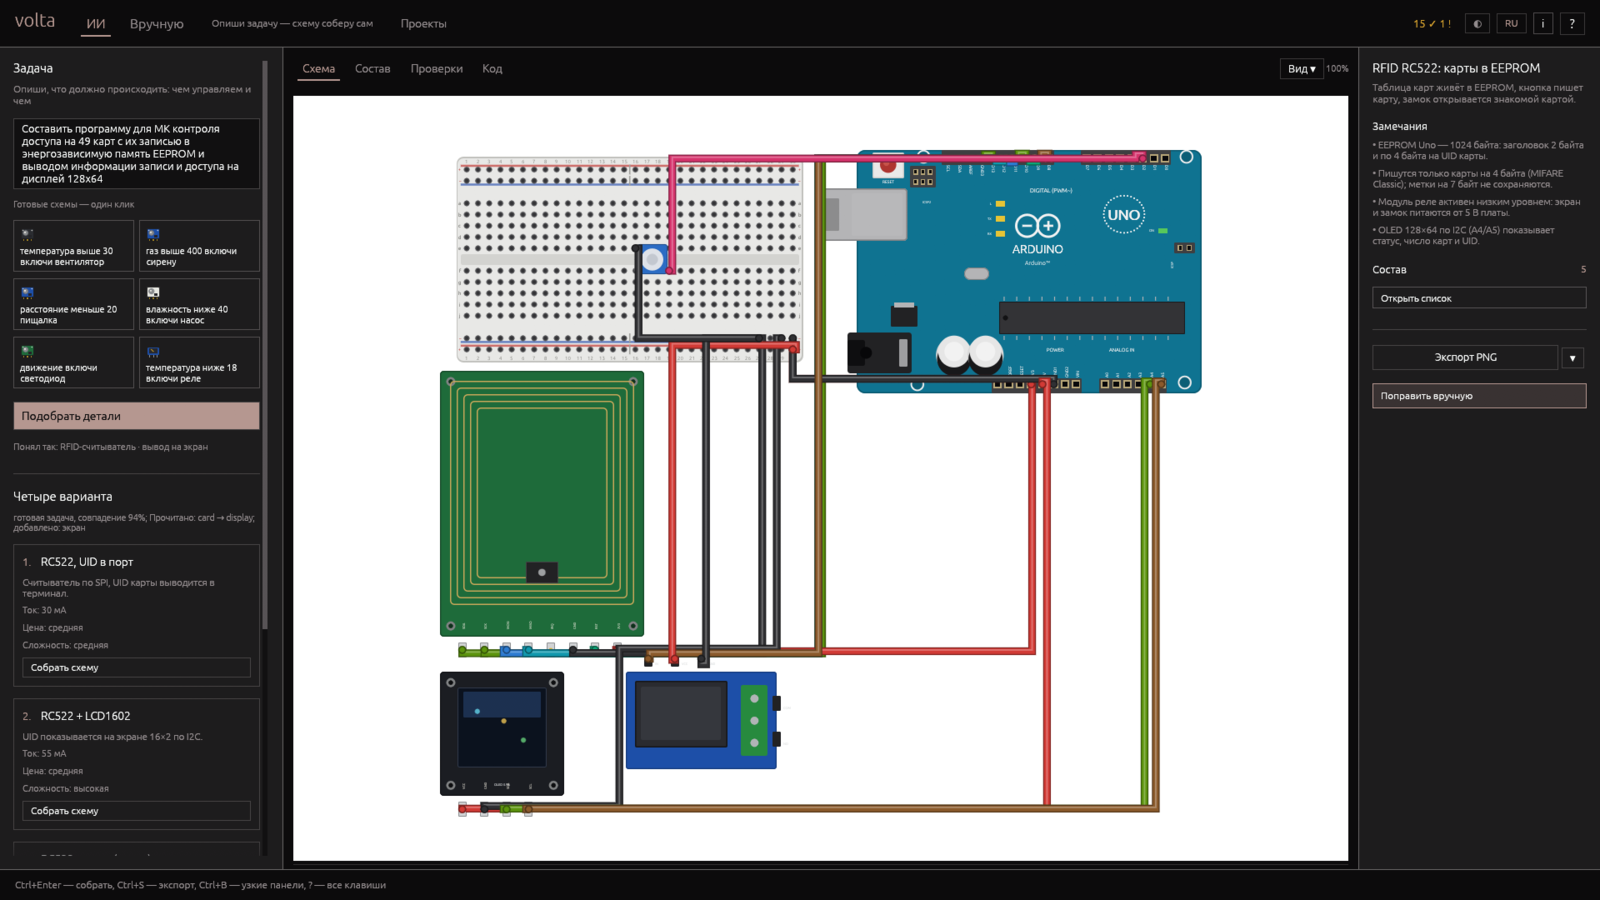 volta
ИИ
Вручную
Опиши задачу — схему соберу сам
Проекты
15 ✓ 1 !
RU
i
?
Задача
Опиши, что должно происходить: чем управляем и
чем
Составить программу для МК контроля
доступа на 49 карт с их записью в
энергозависимую память EEPROM и
выводом информации записи и доступа на
дисплей 128x64
Готовые схемы — один клик
температура выше 30
включи вентилятор
газ выше 400 включи
сирену
расстояние меньше 20
пищалка
влажность ниже 40
включи насос
движение включи
светодиод
температура ниже 18
включи реле
Подобрать детали
Понял так: RFID-считыватель · вывод на экран
Четыре варианта
готовая задача, совпадение 94%; Прочитано: card → display;
добавлено: экран
1. RC522, UID в порт
Считыватель по SPI, UID карты выводится в
терминал.
Ток: 30 мА
Цена: средняя
Сложность: средняя
Собрать схему
2. RC522 + LCD1602
UID показывается на экране 16×2 по I2C.
Ток: 55 мА
Цена: средняя
Сложность: высокая
Собрать схему
Схема
Состав
Проверки
Код
Вид ▾
100%
RESET
DIGITAL (PWM~)
UNO
ARDUINO
Arduino™
POWER
ANALOG IN
RFID RC522: карты в EEPROM
Таблица карт живёт в EEPROM, кнопка пишет
карту, замок открывается знакомой картой.
Замечания
• EEPROM Uno — 1024 байта: заголовок 2 байта
и по 4 байта на UID карты.
• Пишутся только карты на 4 байта (MIFARE
Classic); метки на 7 байт не сохраняются.
• Модуль реле активен низким уровнем: экран
и замок питаются от 5 В платы.
• OLED 128×64 по I2C (A4/A5) показывает
статус, число карт и UID.
Состав
5
Открыть список
Экспорт PNG
▾
Поправить вручную
Ctrl+Enter — собрать, Ctrl+S — экспорт, Ctrl+B — узкие панели, ? — все клавиши